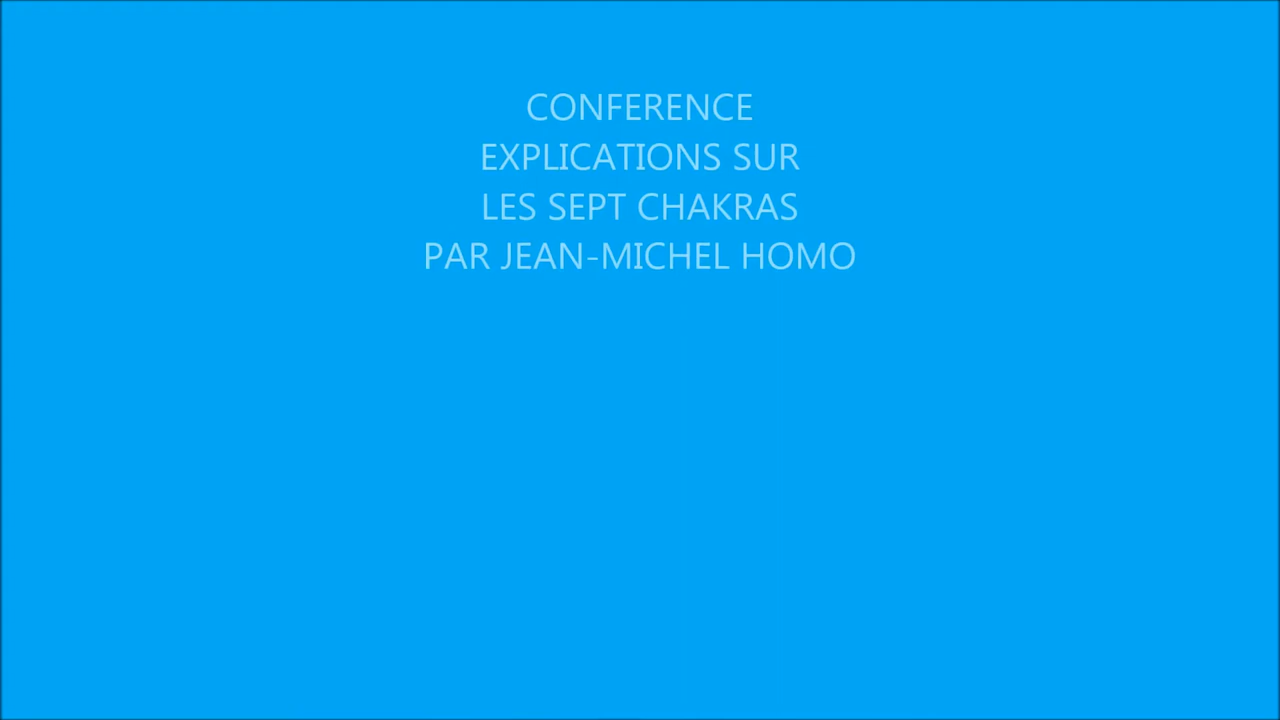 CONFERENCE
EXPLICATIONS SUR
LES SEPT CHAKRAS
PAR JEAN-MICHEL HOMO